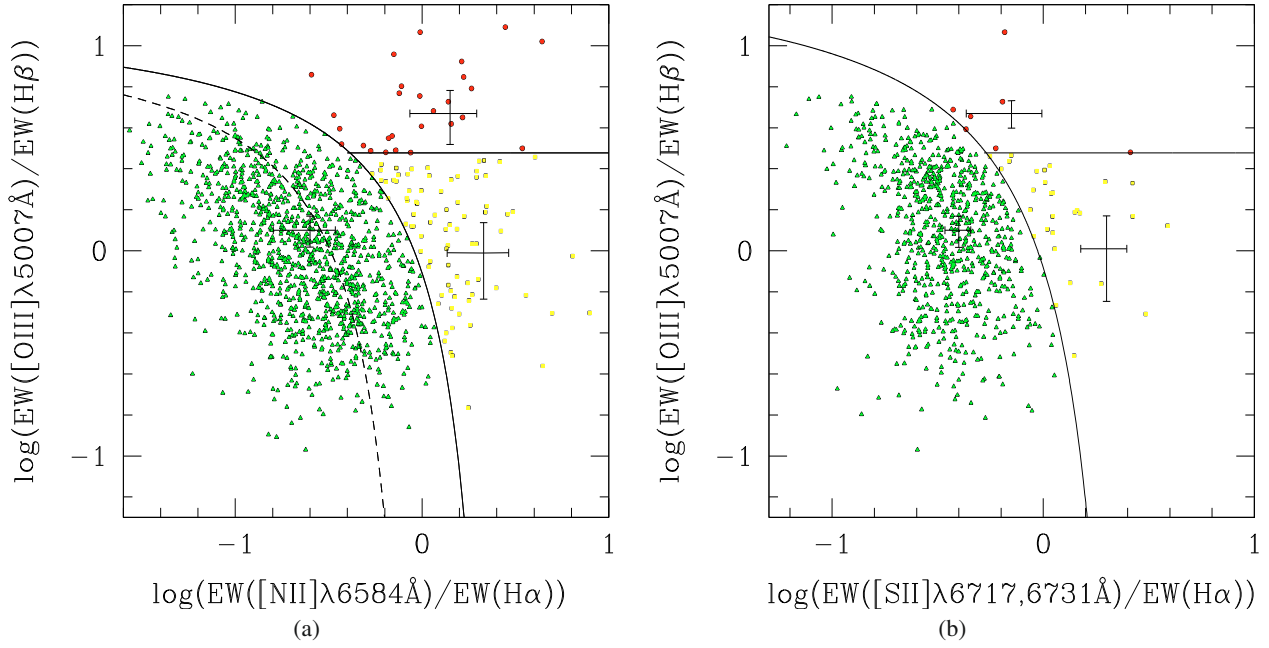 log(EW([OIII]λ5007Å)/EW(Hβ))
1
0
−1
−1 0 1
log(EW([NII]λ6584Å)/EW(Hα))
(a)
log(EW([OIII]λ5007Å)/EW(Hβ))
1
0
−1
−1 0 1
log(EW([SII]λ6717,6731Å)/EW(Hα))
(b)